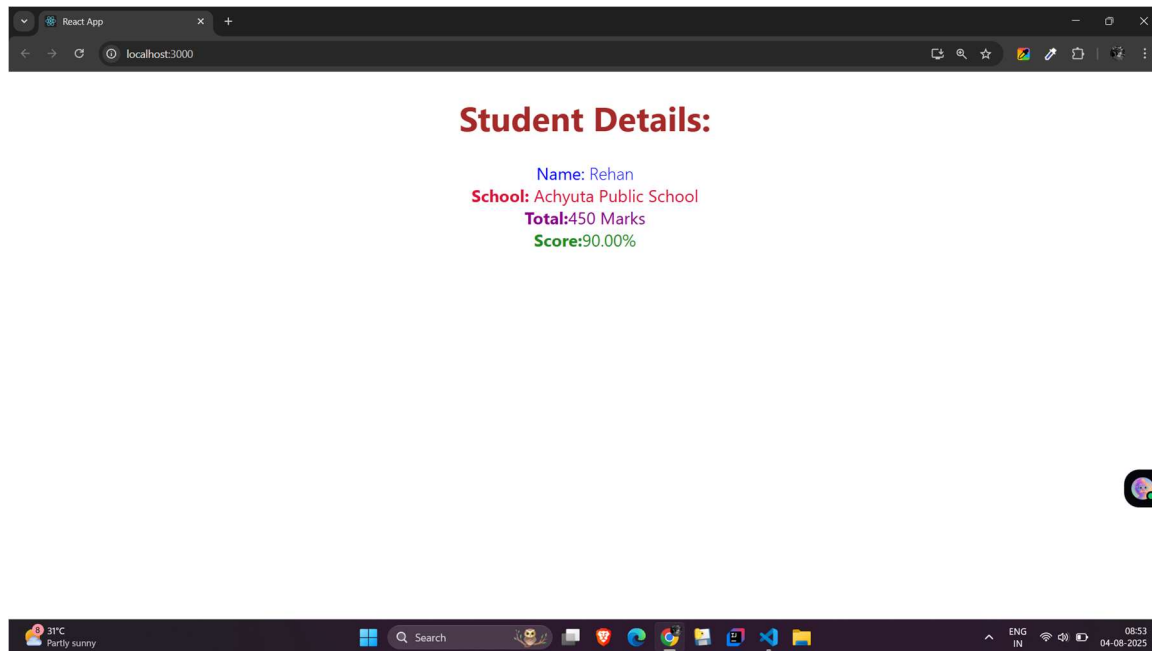 React App
localhost:3000
Student Details:
Name: Rehan
School: Achyuta Public School
Total:450 Marks
Score:90.00%
8
31°C
Partly sunny
Search
ENG
IN
08:53
04-08-2025